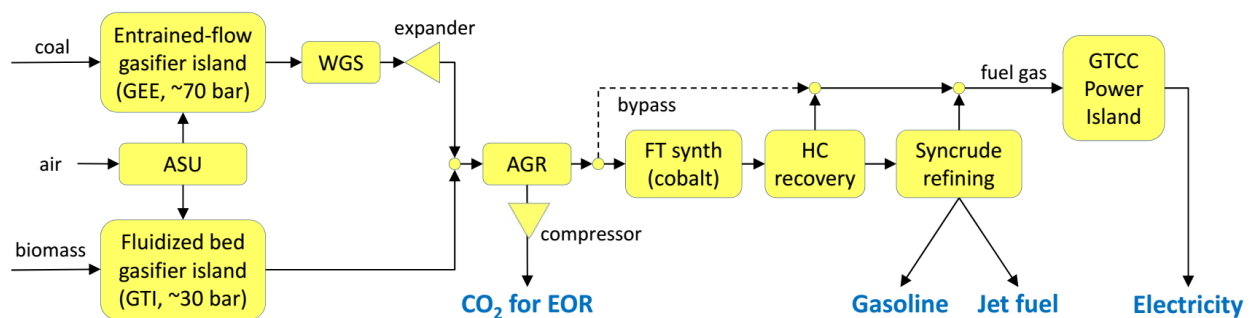 coal
Entrained-flow
gasifier island
(GEE, ~70 bar)
WGS
expander
air
ASU
biomass
Fluidized bed
gasifier island
(GTI, ~30 bar)
AGR
compressor
CO₂ for EOR
bypass
FT synth
(cobalt)
HC
recovery
Syncrude
refining
fuel gas
GTCC
Power
Island
Gasoline
Jet fuel
Electricity